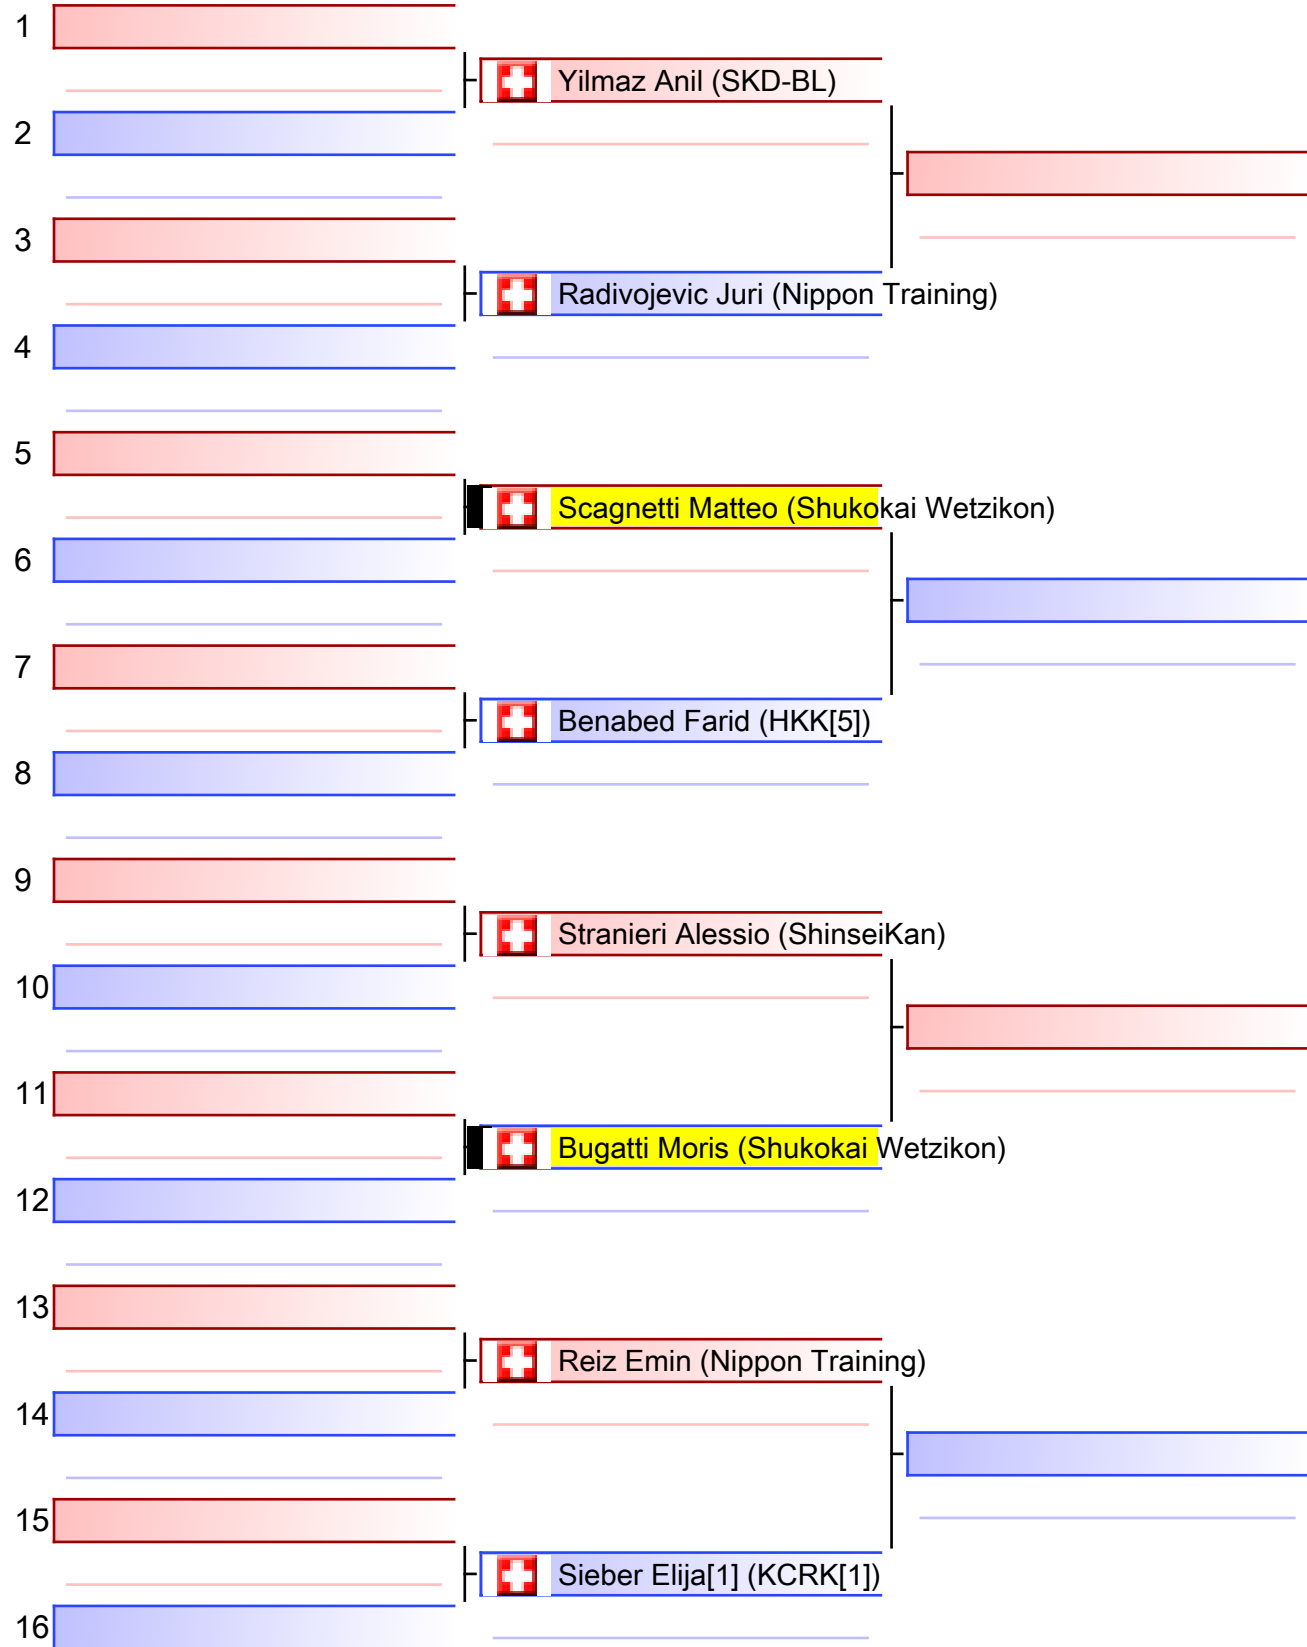 1
Yilmaz Anil (SKD-BL)
2
3
Radivojevic Juri (Nippon Training)
4
5
Scagnetti Matteo (Shukokai Wetzikon)
6
7
Benabed Farid (HKK[5])
8
9
Stranieri Alessio (ShinseiKan)
10
11
Bugatti Moris (Shukokai Wetzikon)
12
13
Reiz Emin (Nippon Training)
14
15
Sieber Elija[1] (KCRK[1])
16